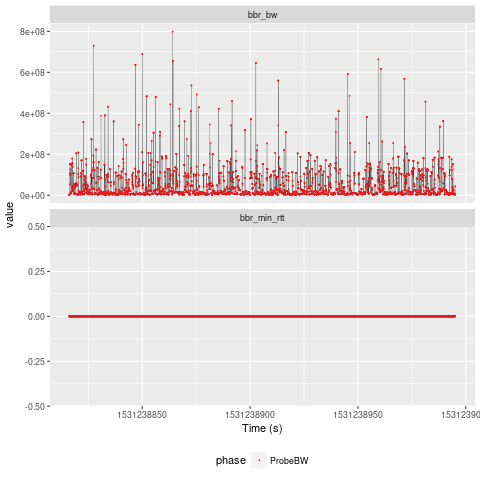 bbr_bw
8e+08
6e+08
4e+08
2e+08
0e+00
value
bbr_min_rtt
0.50
0.25
0.00
-0.25
-0.50
1531238850 1531238900 1531238950 153123900
Time (s)
phase ProbeBW